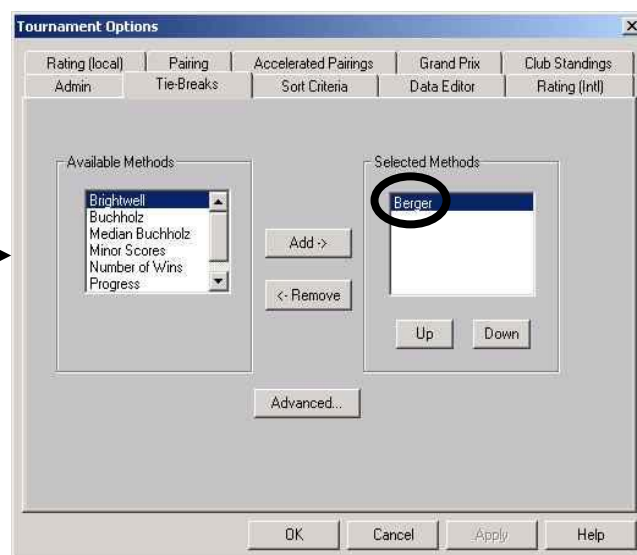 Tournament Options
Rating (local) Pairing Accelerated Pairings Grand Prix Club Standings
Admin Tie-Breaks Sort Criteria Data Editor Rating (Intl)
Available Methods
Brightwell
Buchholz
Median Buchholz
Minor Scores
Number of Wins
Progress
Add ->
<- Remove
Selected Methods
Berger
Up Down
Advanced...
OK Cancel Apply Help